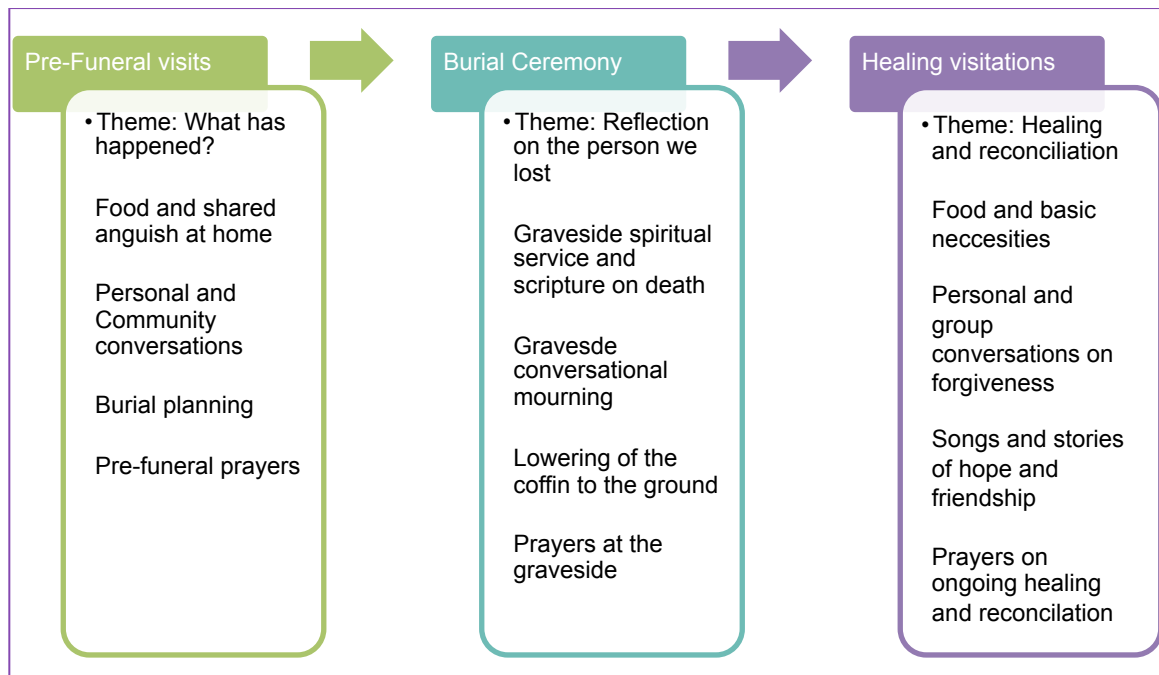 Pre-Funeral visits
• Theme: What has
happened?
Food and shared
anguish at home
Personal and
Community
conversations
Burial planning
Pre-funeral prayers
Burial Ceremony
• Theme: Reflection
on the person we
lost
Graveside spiritual
service and
scripture on death
Gravesde
conversational
mourning
Lowering of the
coffin to the ground
Prayers at the
graveside
Healing visitations
• Theme: Healing
and reconciliation
Food and basic
neccesities
Personal and
group
conversations on
forgiveness
Songs and stories
of hope and
friendship
Prayers on
ongoing healing
and reconcilation